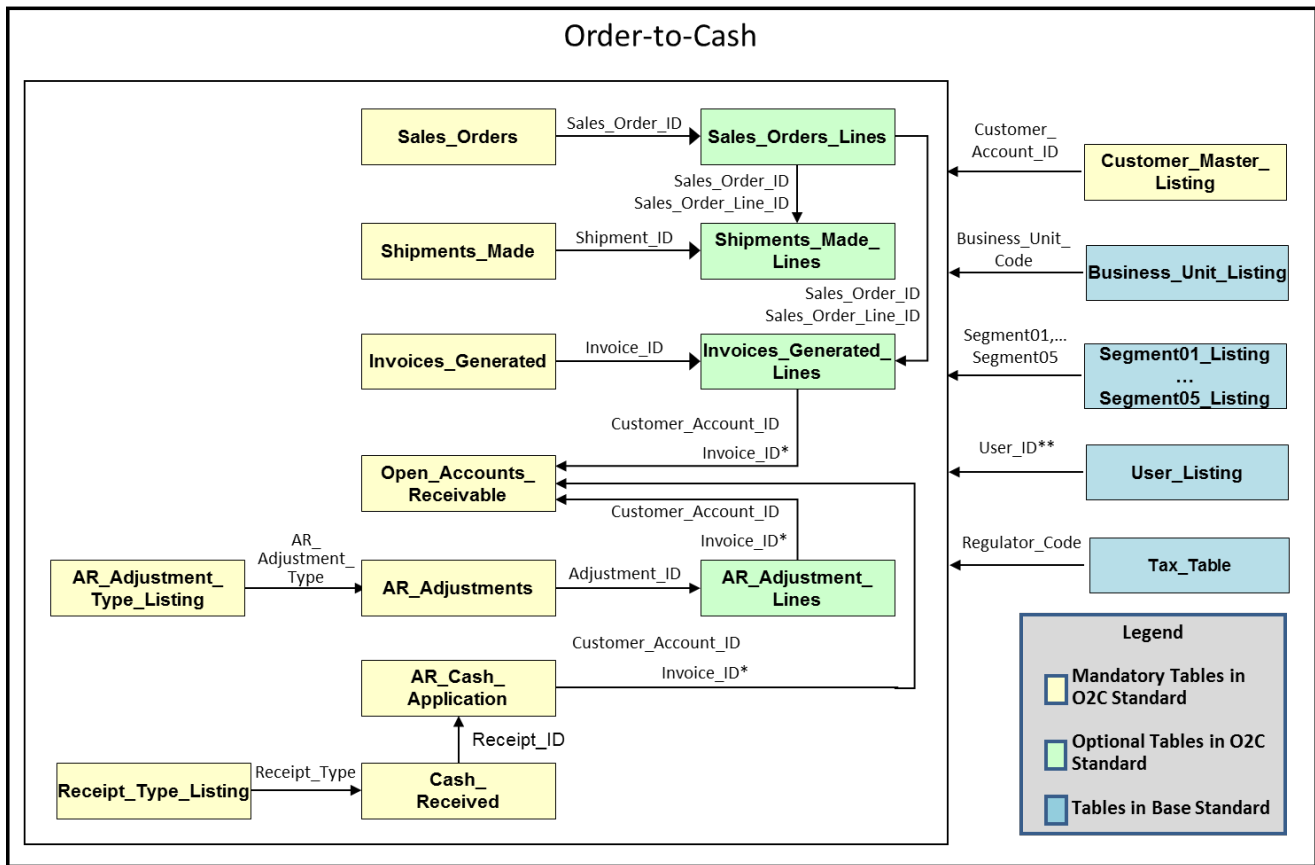 Order-to-Cash
Sales_Orders
Sales_Order_ID
Sales_Orders_Lines
Customer_
Account_ID
Customer_Master_
Listing
Sales_Order_ID
Sales_Order_Line_ID
Shipments_Made
Shipment_ID
Shipments_Made_
Lines
Business_Unit_
Code
Business_Unit_Listing
Sales_Order_ID
Sales_Order_Line_ID
Invoices_Generated
Invoice_ID
Invoices_Generated_
Lines
Segment01,...
Segment05
Segment01_Listing
...
Segment05_Listing
Customer_Account_ID
Invoice_ID*
Open_Accounts_
Receivable
User_ID**
User_Listing
Customer_Account_ID
Invoice_ID*
AR_Adjustment_
Type_Listing
AR_
Adjustment_
Type
AR_Adjustments
Adjustment_ID
AR_Adjustment_
Lines
Regulator_Code
Tax_Table
Customer_Account_ID
Invoice_ID*
AR_Cash_
Application
Receipt_ID
Receipt_Type_Listing
Receipt_Type
Cash_
Received
Legend
Mandatory Tables in
O2C Standard
Optional Tables in O2C
Standard
Tables in Base Standard